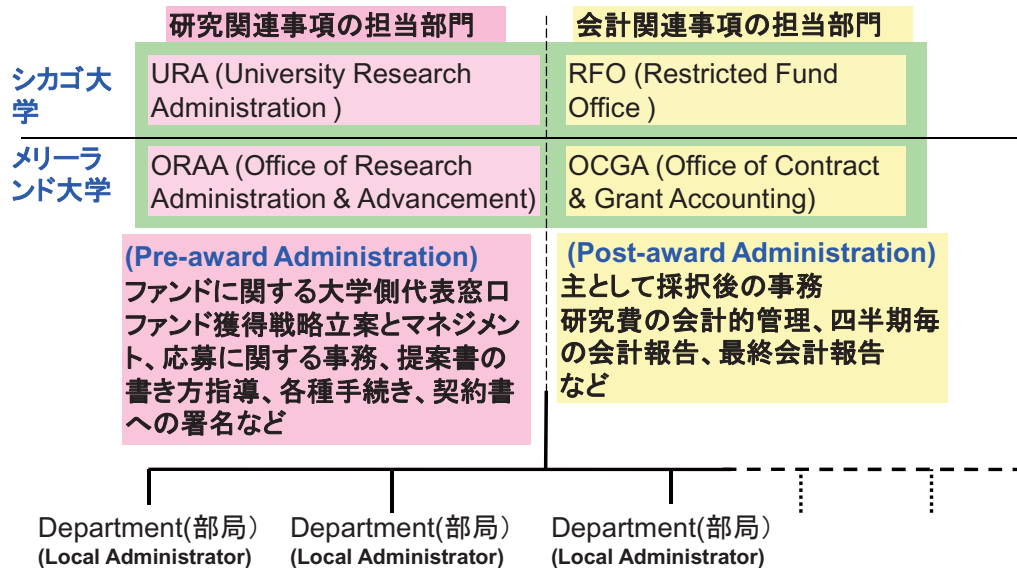 研究関連事項の担当部門
会計関連事項の担当部門
シカゴ大
学
URA (University Research
Administration )
RFO (Restricted Fund
Office )
メリーラ
ンド大学
ORAA (Office of Research
Administration & Advancement)
OCGA (Office of Contract
& Grant Accounting)
(Pre-award Administration)
ファンドに関する大学側代表窓口
ファンド獲得戦略立案とマネジメン
ト、応募に関する事務、提案書の
書き方指導、各種手続き、契約書
への署名など
(Post-award Administration)
主として採択後の事務
研究費の会計的管理、四半期毎
の会計報告、最終会計報告
など
Department(部局）
(Local Administrator)
Department(部局）
(Local Administrator)
Department(部局）
(Local Administrator)